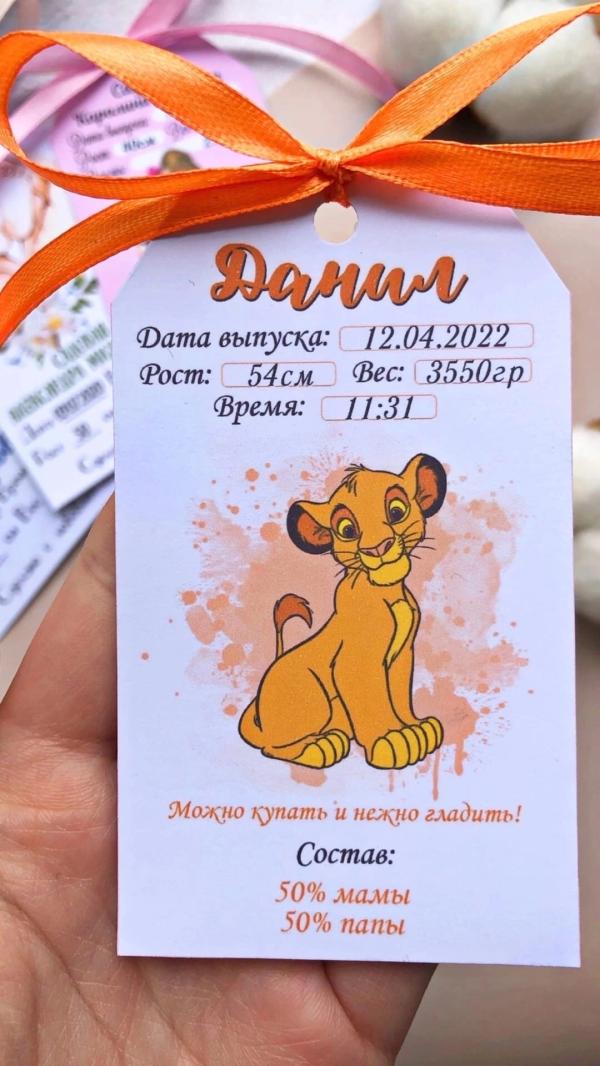 Данил
Дата выпуска: 12.04.2022
Рост: 54см Вес: 3550гр
Время: 11:31
Можно купать и нежно гладить!
Состав:
50% мамы
50% папы